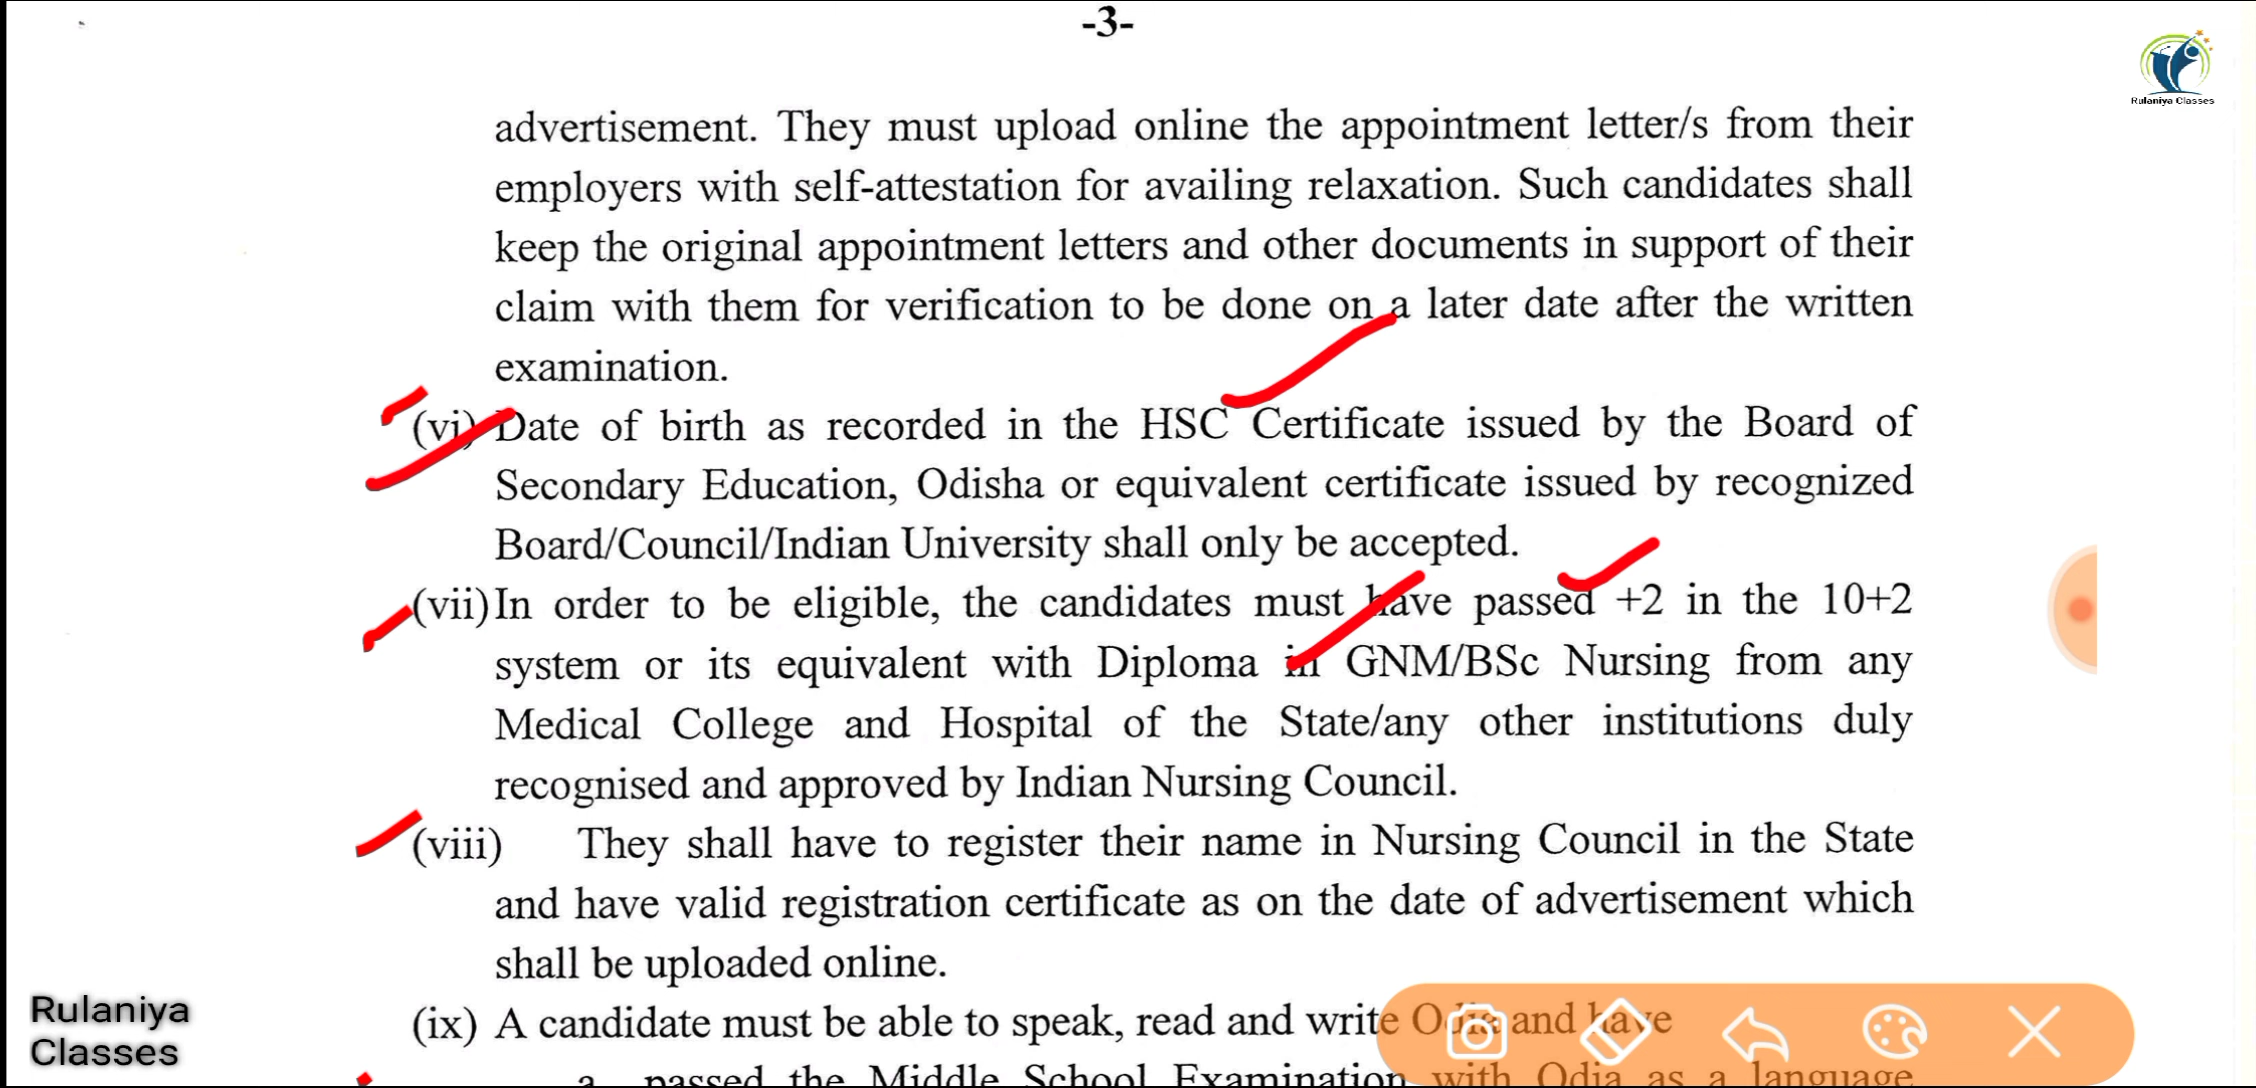 -3-
Rulaniya Classes
advertisement. They must upload online the appointment letter/s from their
employers with self-attestation for availing relaxation. Such candidates shall
keep the original appointment letters and other documents in support of their
claim with them for verification to be done on a later date after the written
examination.
(vi) Date of birth as recorded in the HSC Certificate issued by the Board of
Secondary Education, Odisha or equivalent certificate issued by recognized
Board/Council/Indian University shall only be accepted.
(vii) In order to be eligible, the candidates must have passed +2 in the 10+2
system or its equivalent with Diploma in GNM/BSc Nursing from any
Medical College and Hospital of the State/any other institutions duly
recognised and approved by Indian Nursing Council.
(viii) They shall have to register their name in Nursing Council in the State
and have valid registration certificate as on the date of advertisement which
shall be uploaded online.
(ix) A candidate must be able to speak, read and write Odia and have
a passed the Middle School Examination with Odia as a language
Rulaniya
Classes